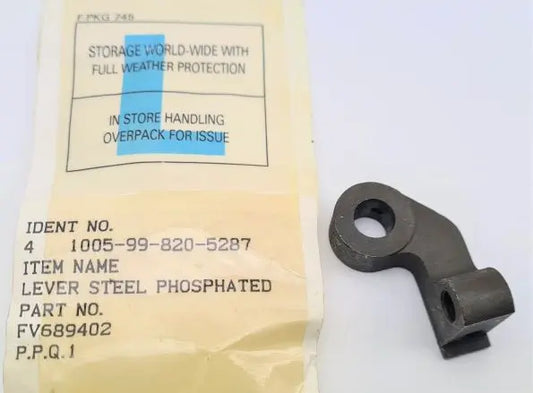 F.PKG 745
STORAGE WORLD-WIDE WITH
FULL WEATHER PROTECTION
IN STORE HANDLING
OVERPACK FOR ISSUE
L
IDENT NO.
4 1005-99-820-5287
ITEM NAME
LEVER STEEL PHOSPHATED
PART NO.
FV689402
P.P.Q.1